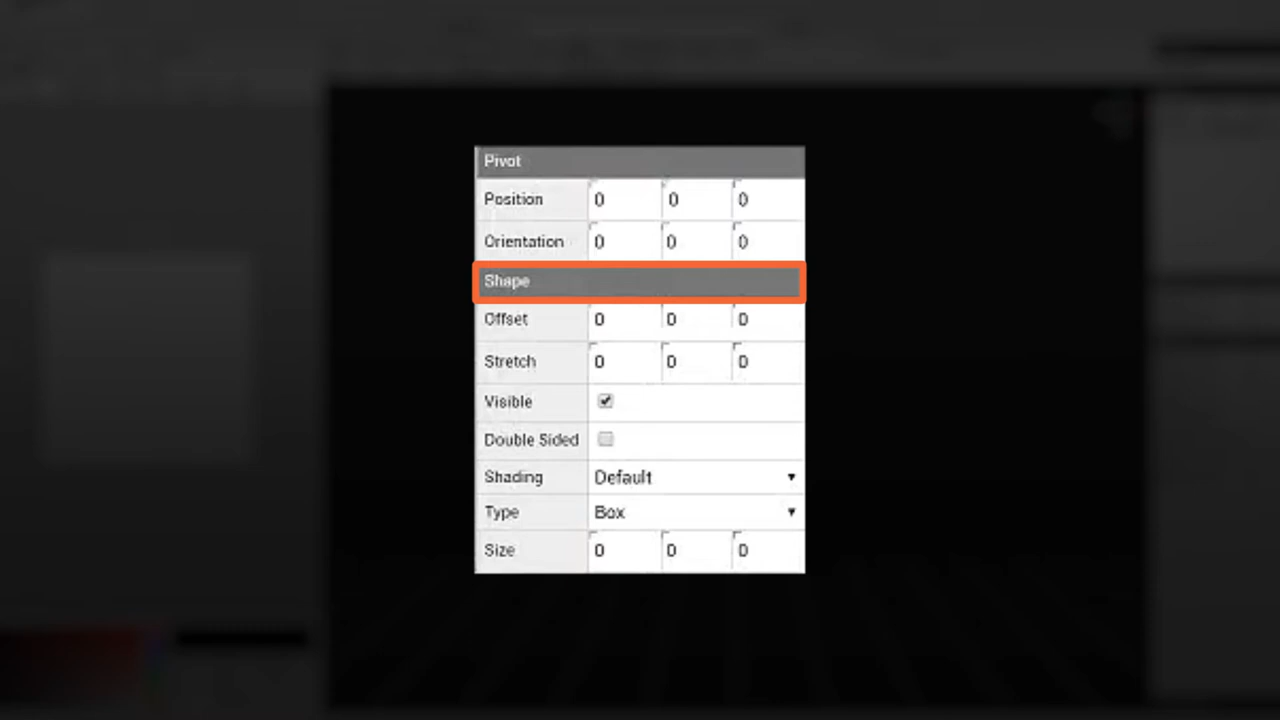 Pivot
Position 0 0 0
Orientation 0 0 0
Shape
Offset 0 0 0
Stretch 0 0 0
Visible
Double Sided
Shading Default
Type Box
Size 0 0 0